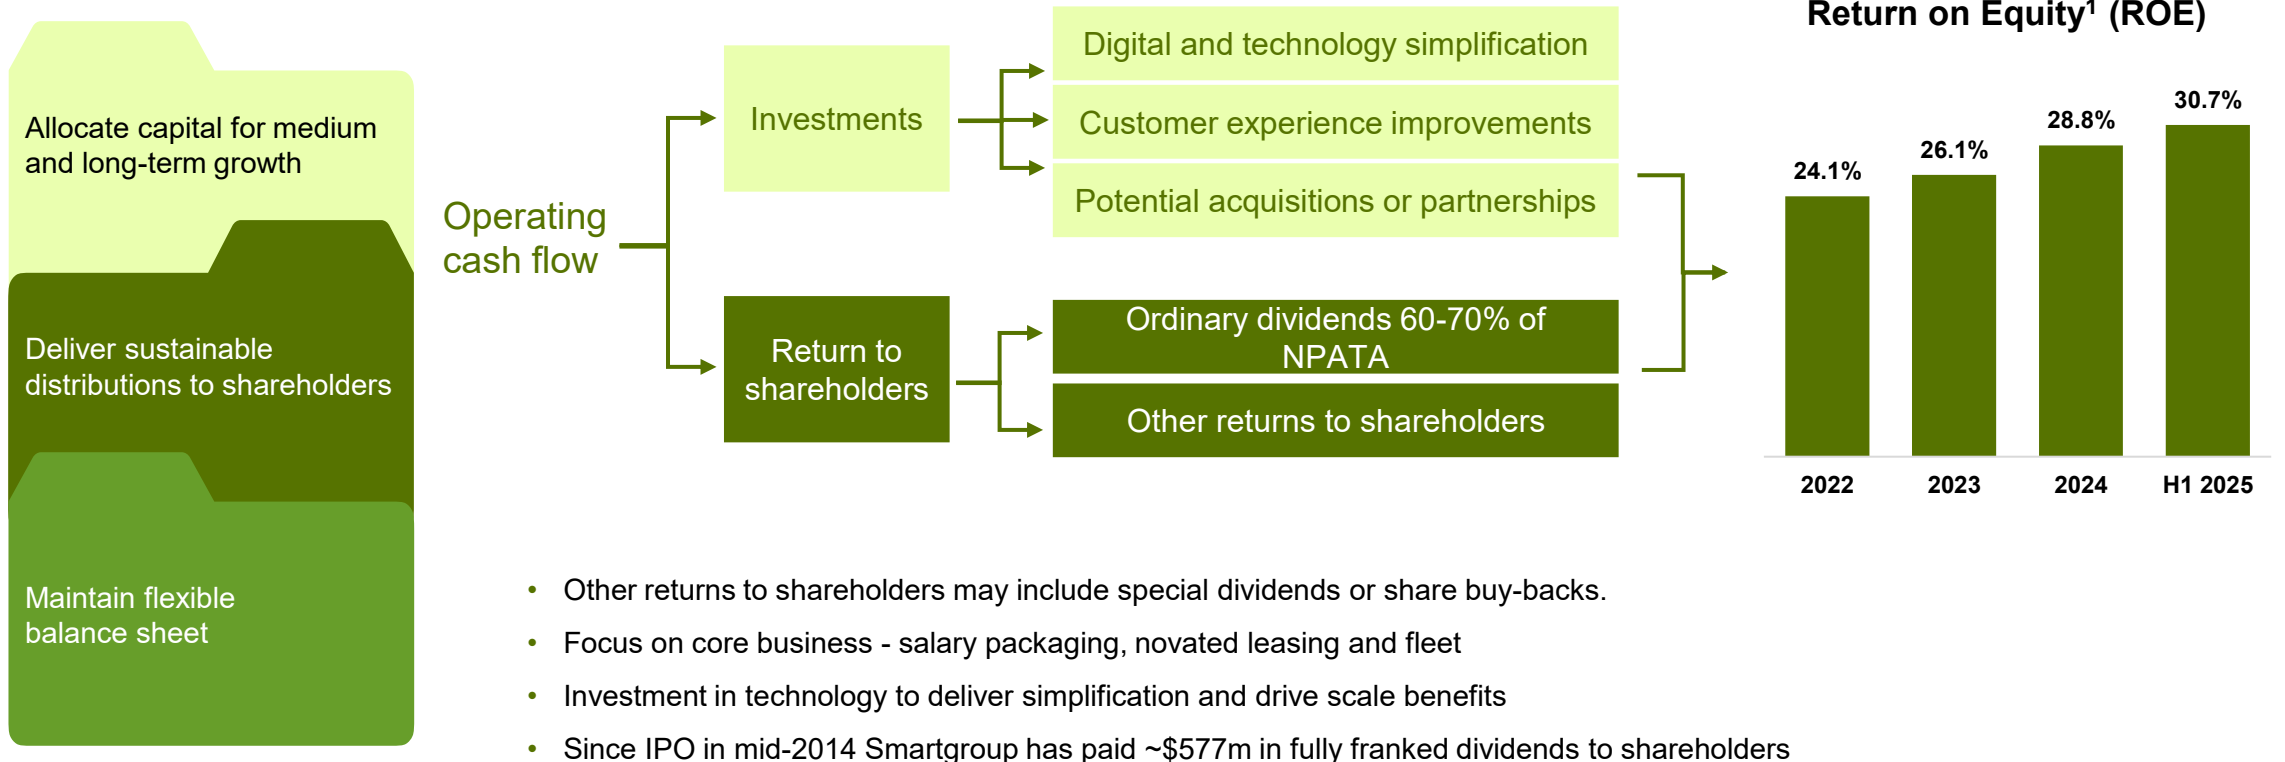 Allocate capital for medium
and long-term growth
Deliver sustainable
distributions to shareholders
Maintain flexible
balance sheet
Operating
cash flow
Investments
Return to
shareholders
Digital and technology simplification
Customer experience improvements
Potential acquisitions or partnerships
Ordinary dividends 60-70% of
NPATA
Other returns to shareholders
Return on Equity¹ (ROE)
24.1%
26.1%
28.8%
30.7%
2022
2023
2024
H1 2025
• Other returns to shareholders may include special dividends or share buy-backs.
• Focus on core business - salary packaging, novated leasing and fleet
• Investment in technology to deliver simplification and drive scale benefits
• Since IPO in mid-2014 Smartgroup has paid ~$577m in fully franked dividends to shareholders